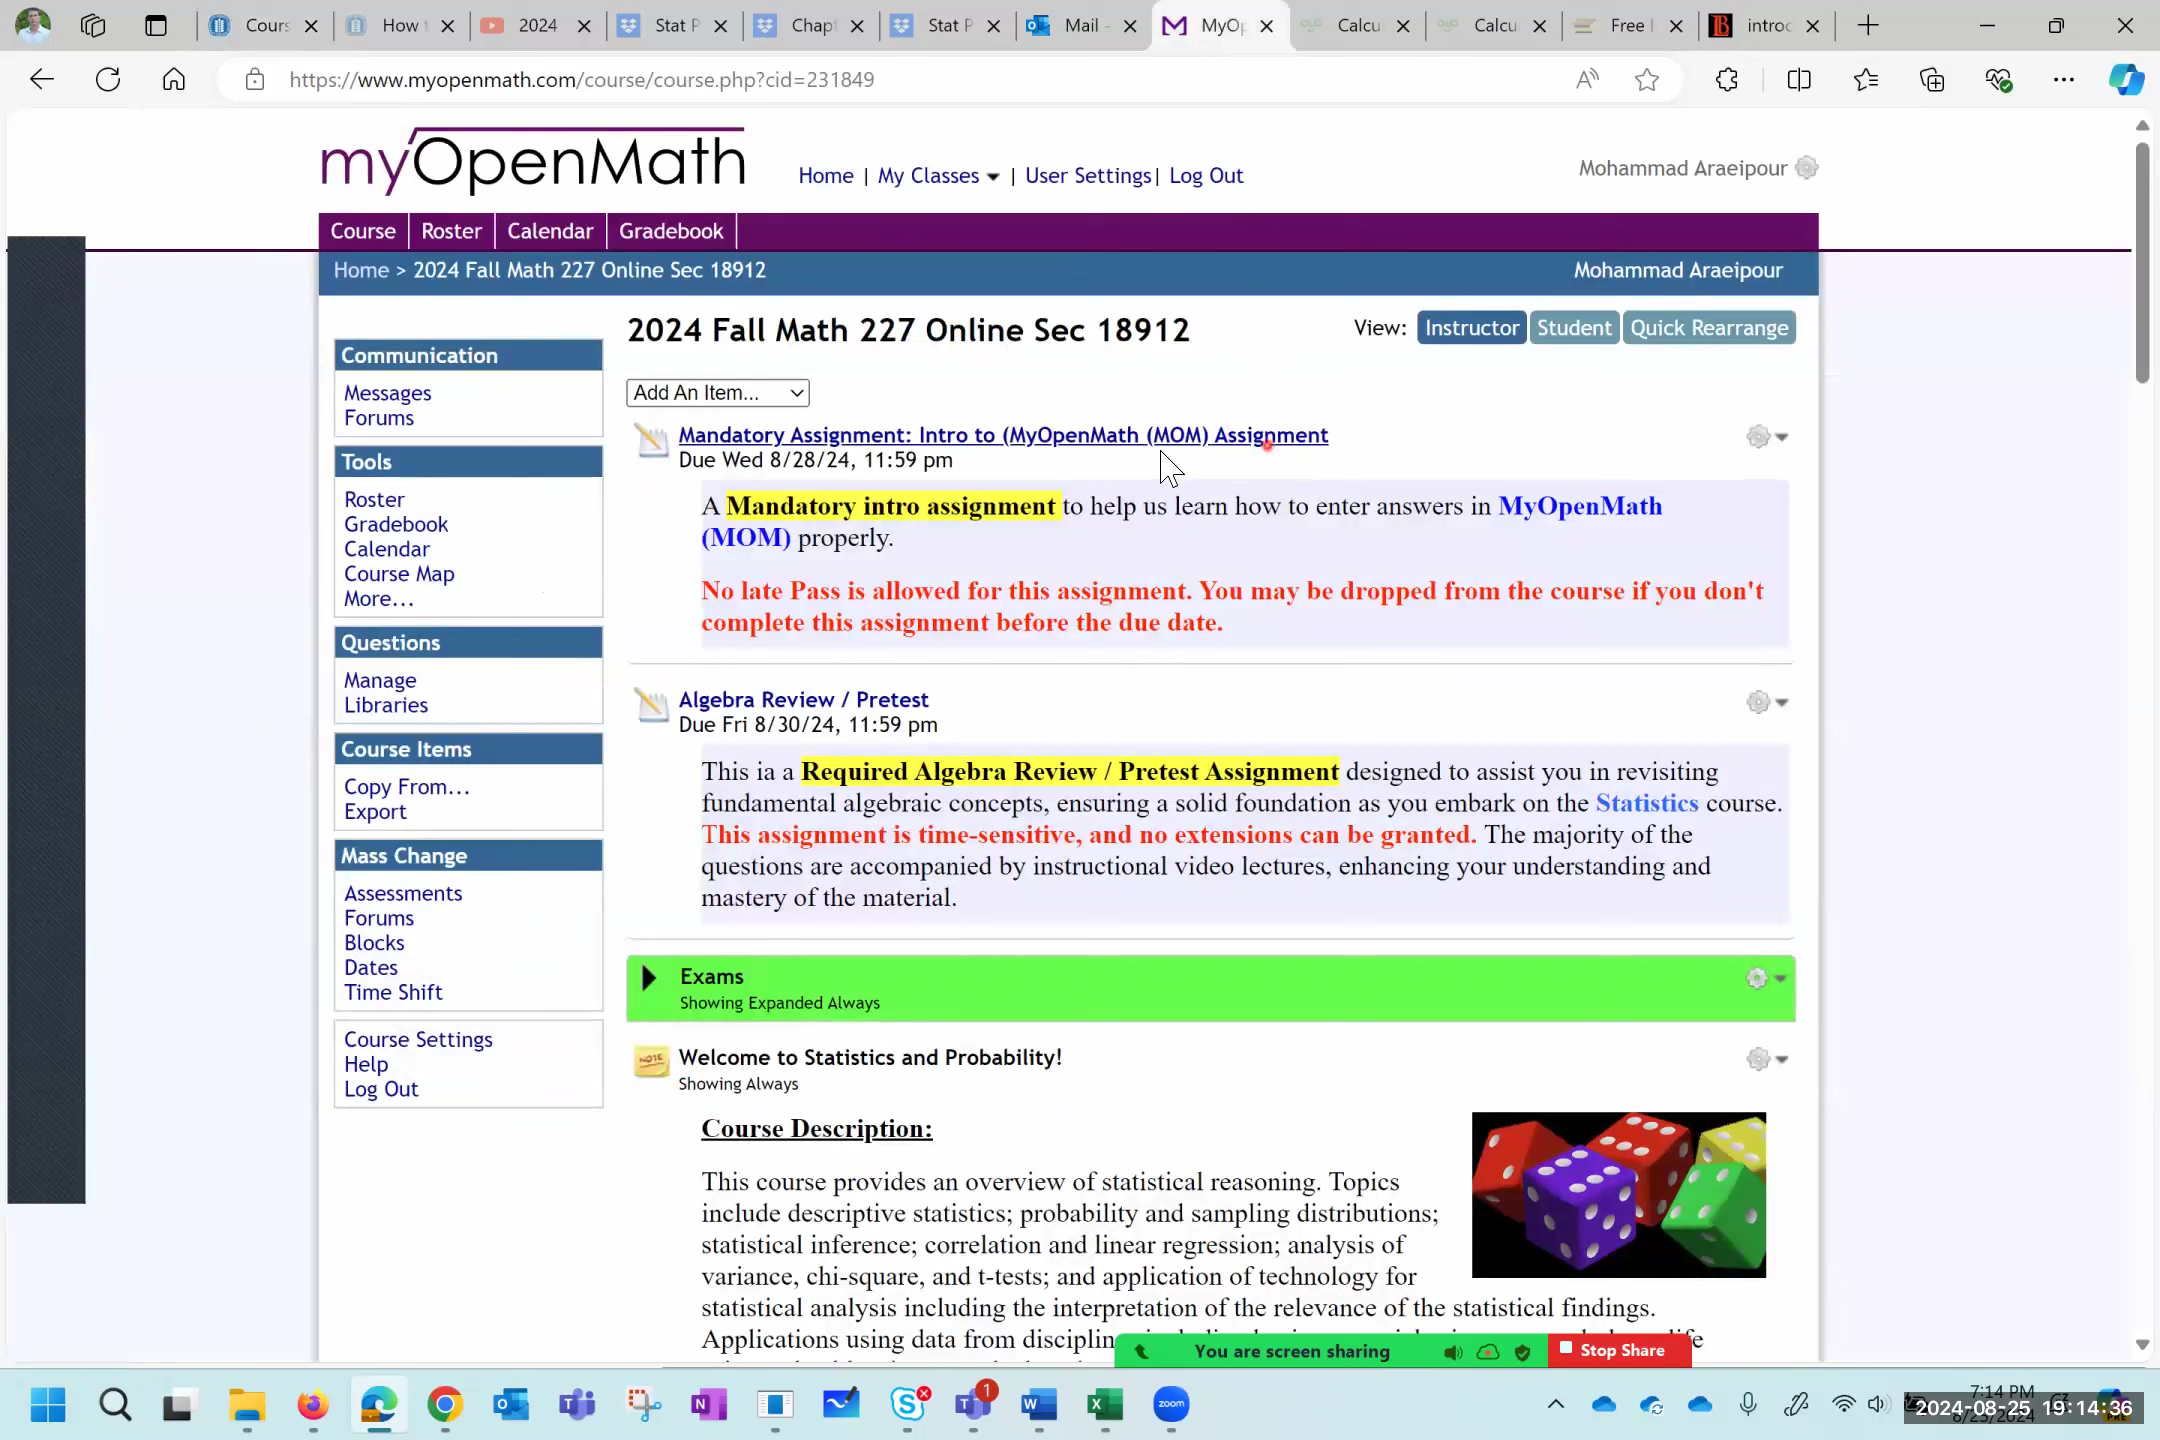 Cours
How
2024
Stat P
Chapt
Stat P
Mail -
MyOp
Calcu
Calcu
Free
introd
https://www.myopenmath.com/course/course.php?cid=231849
myOpenMath
Home | My Classes | User Settings | Log Out
Mohammad Araeipour
Course Roster Calendar Gradebook
Home > 2024 Fall Math 227 Online Sec 18912
Mohammad Araeipour
2024 Fall Math 227 Online Sec 18912
View: Instructor Student Quick Rearrange
Communication
Messages
Forums
Tools
Roster
Gradebook
Calendar
Course Map
More...
Questions
Manage
Libraries
Course Items
Copy From...
Export
Mass Change
Assessments
Forums
Blocks
Dates
Time Shift
Course Settings
Help
Log Out
Add An Item...
Mandatory Assignment: Intro to (MyOpenMath (MOM) Assignment
Due Wed 8/28/24, 11:59 pm
A Mandatory intro assignment to help us learn how to enter answers in MyOpenMath
(MOM) properly.
No late Pass is allowed for this assignment. You may be dropped from the course if you don't
complete this assignment before the due date.
Algebra Review / Pretest
Due Fri 8/30/24, 11:59 pm
This ia a Required Algebra Review / Pretest Assignment designed to assist you in revisiting
fundamental algebraic concepts, ensuring a solid foundation as you embark on the Statistics course.
This assignment is time-sensitive, and no extensions can be granted. The majority of the
questions are accompanied by instructional video lectures, enhancing your understanding and
mastery of the material.
Exams
Showing Expanded Always
NOTE
Welcome to Statistics and Probability!
Showing Always
Course Description:
This course provides an overview of statistical reasoning. Topics
include descriptive statistics; probability and sampling distributions;
statistical inference; correlation and linear regression; analysis of
variance, chi-square, and t-tests; and application of technology for
statistical analysis including the interpretation of the relevance of the statistical findings.
Applications using data from
You are screen sharing
Stop Share
1
zoom
7:14 PM
2024-08-25 19:14:36